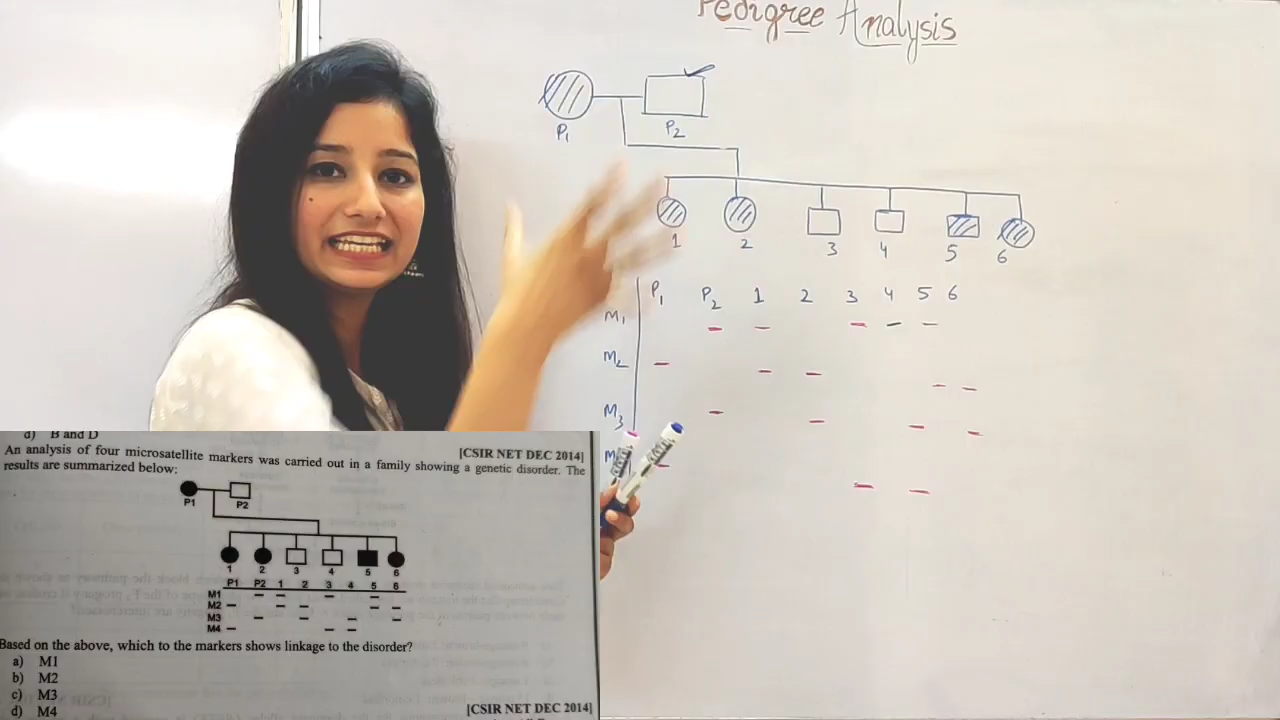 Pedigree Analysis
P1 P2
1 2 3 4 5 6
P1 P2 1 2 3 4 5 6
M1
M2
M3
M
d) B and D
[CSIR NET DEC 2014]
An analysis of four microsatellite markers was carried out in a family showing a genetic disorder. The
results are summarized below:
P1 P2
1 2 3 4 5 6
P1 P2 1 2 3 4 5 6
M1
M2
M3
M4
Based on the above, which to the markers shows linkage to the disorder?
a) M1
b) M2
c) M3
d) M4
[CSIR NET DEC 2014]